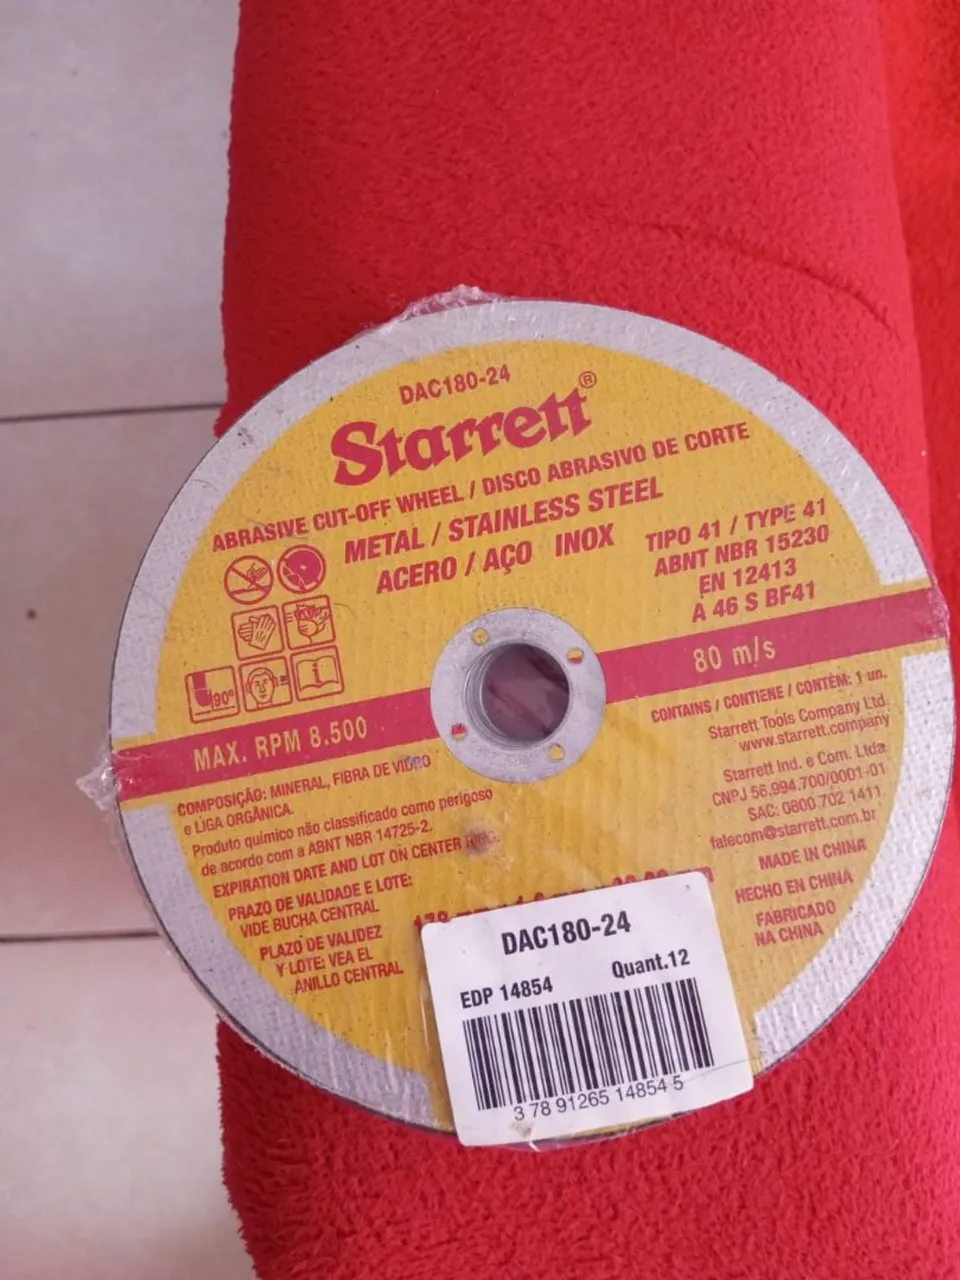 DAC180-24
Starrett®
ABRASIVE CUT-OFF WHEEL / DISCO ABRASIVO DE CORTE
METAL / STAINLESS STEEL
ACERO / AÇO INOX
TIPO 41 / TYPE 41
ABNT NBR 15230
EN 12413
A 46 S BF41
90º
80 m/s
MAX. RPM 8.500
CONTAINS / CONTIENE / CONTÉM: 1 un.
Starrett Tools Company Ltd
www.starrett.company
Starrett Ind. e Com. Ltda
CNPJ 56.994.700/0001-01
SAC: 0800.702 1411
falecom@starrett.com.br
MADE IN CHINA
HECHO EN CHINA
FABRICADO
NA CHINA
COMPOSIÇÃO: MINERAL, FIBRA DE VIDRO
e LIGA ORGÂNICA.
Produto químico não classificado como perigoso
de acordo com a ABNT NBR 14725-2.
EXPIRATION DATE AND LOT ON CENTER
PRAZO DE VALIDADE E LOTE:
VIDE BUCHA CENTRAL
PLAZO DE VALIDEZ
Y LOTE: VEA EL
ANILLO CENTRAL
DAC180-24
EDP 14854 Quant.12
3 78 91265 14854 5